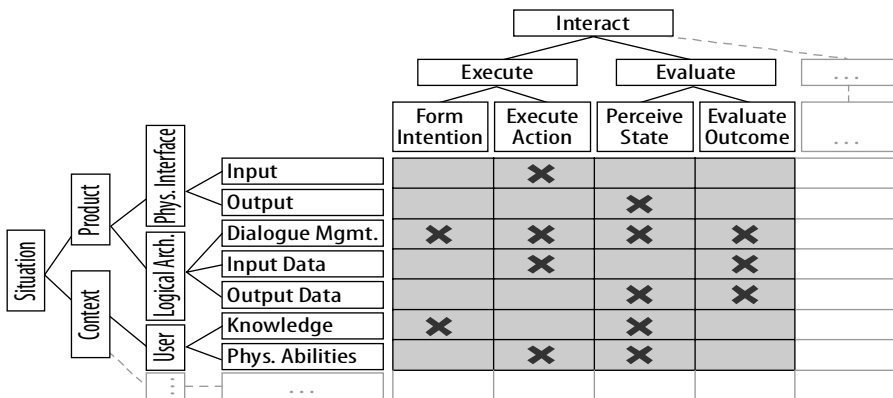 Interact
Execute
Evaluate
...
Form
Intention
Execute
Action
Perceive
State
Evaluate
Outcome
...
Situation
Product
Context
Phys. Interface
Logical Arch.
User
...
Input
Output
Dialogue Mgmt.
Input Data
Output Data
Knowledge
Phys. Abilities
...